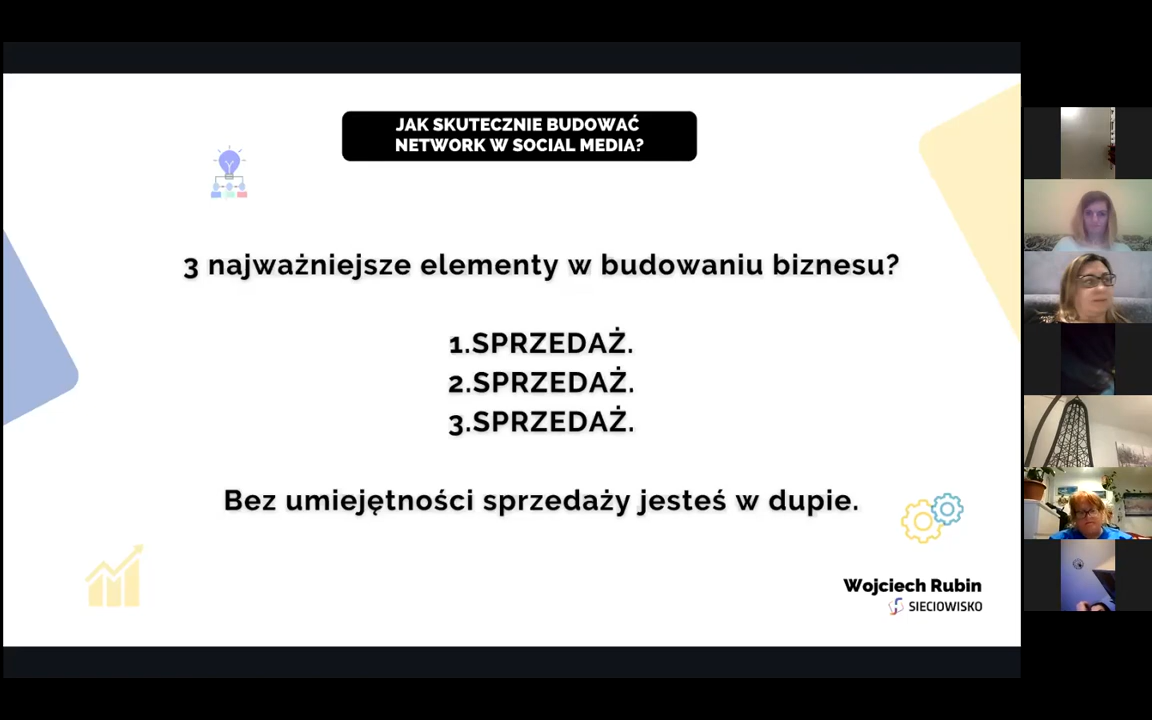 JAK SKUTECZNIE BUDOWAĆ
NETWORK W SOCIAL MEDIA?
3 najważniejsze elementy w budowaniu biznesu?
1.SPRZEDAŻ.
2.SPRZEDAŻ.
3.SPRZEDAŻ.
Bez umiejętności sprzedaży jesteś w dupie.
Wojciech Rubin
SIECIOWISKO